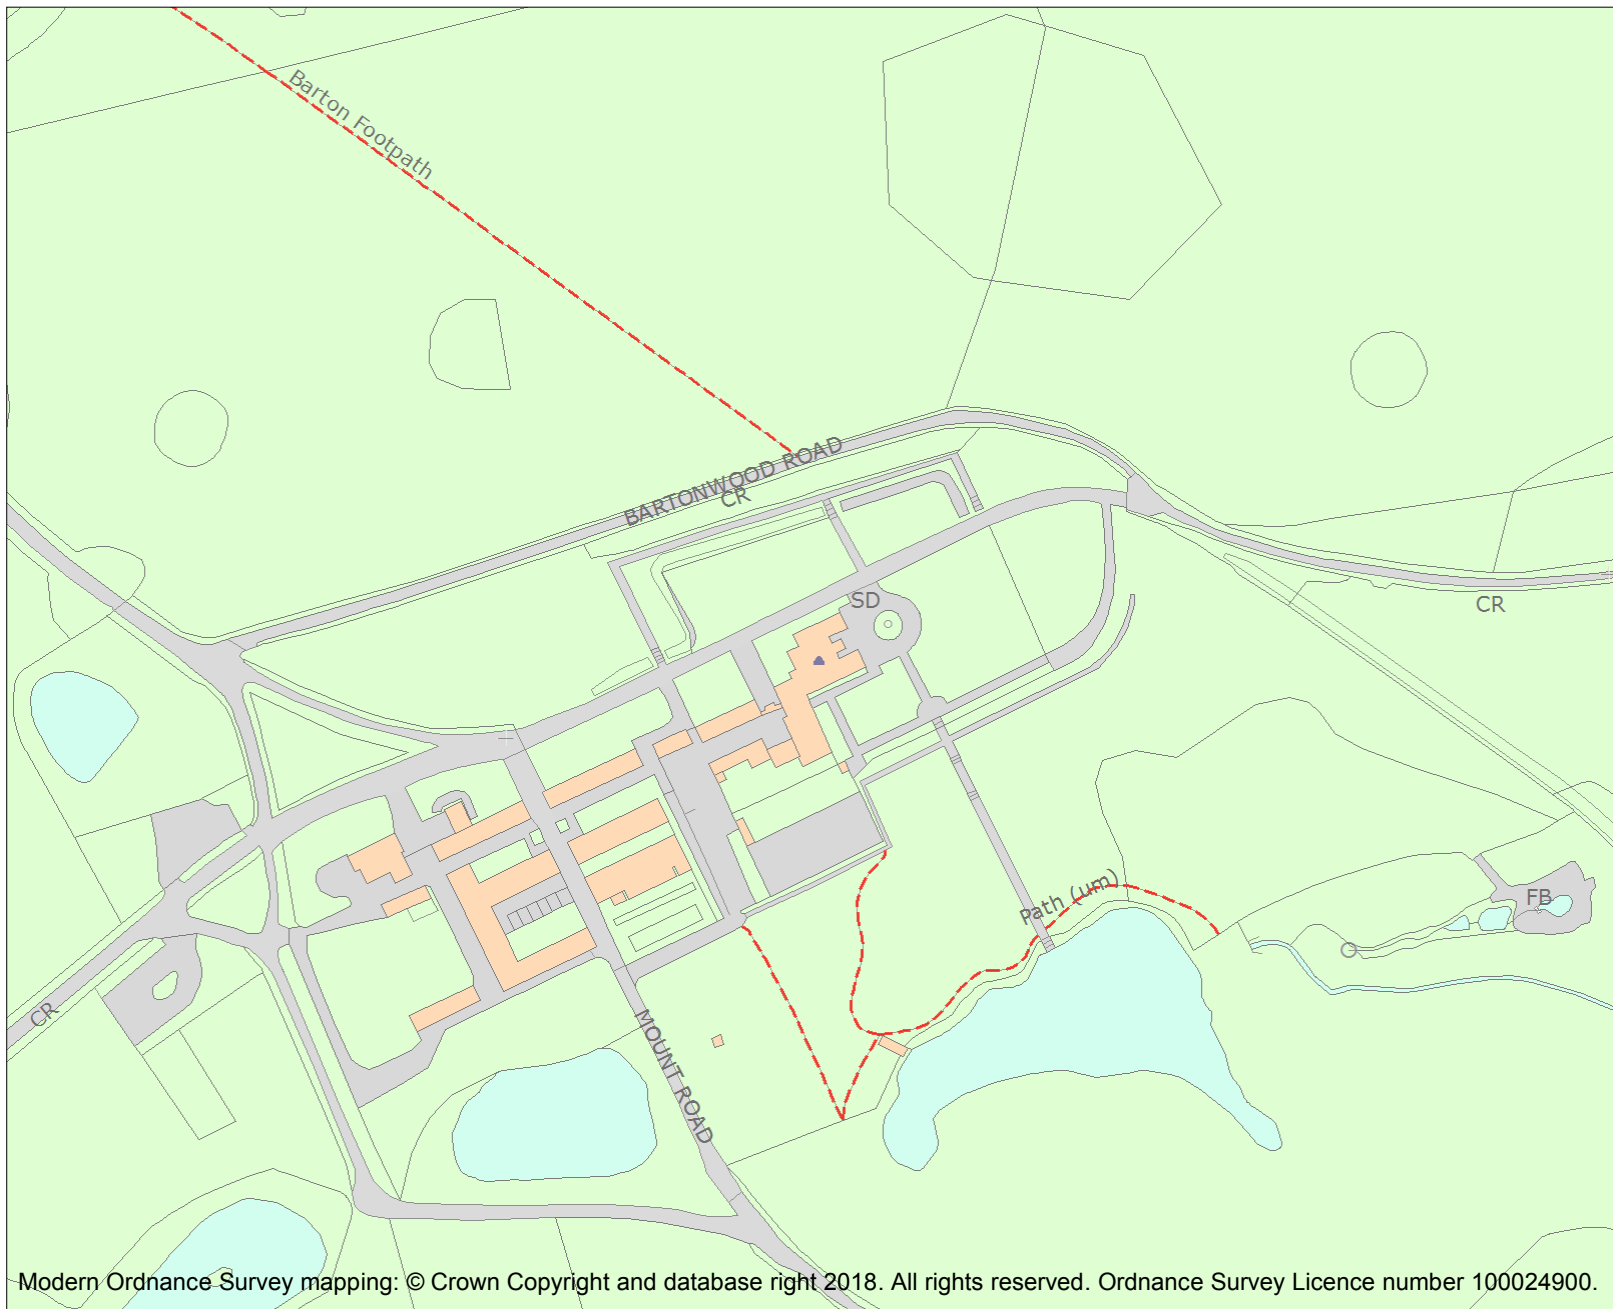 Barton Footpath
BARTONWOOD ROAD
CR
SD
CR
Path (um)
FB
CR
MOUNT ROAD
Modern Ordnance Survey mapping: © Crown Copyright and database right 2018. All rights reserved. Ordnance Survey Licence number 100024900.